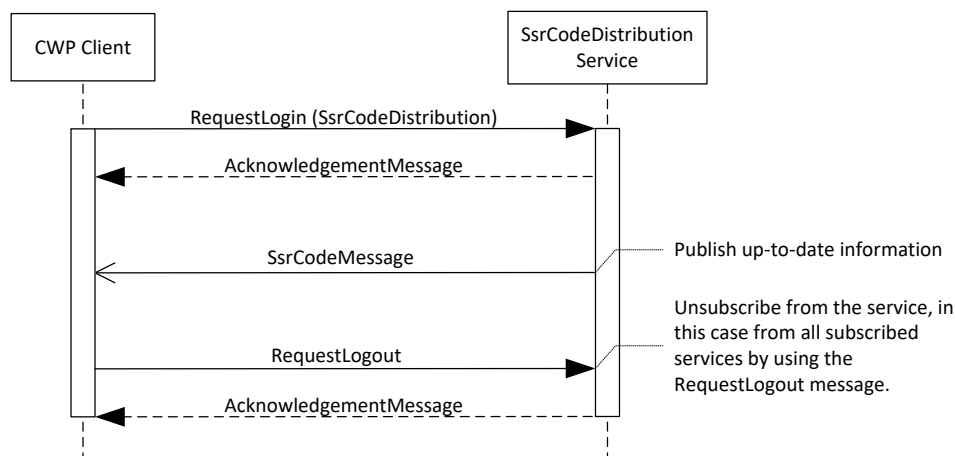 CWP Client
SsrCodeDistribution
Service
RequestLogin (SsrCodeDistribution)
AcknowledgementMessage
SsrCodeMessage
Publish up-to-date information
Unsubscribe from the service, in
this case from all subscribed
services by using the
RequestLogout message.
RequestLogout
AcknowledgementMessage